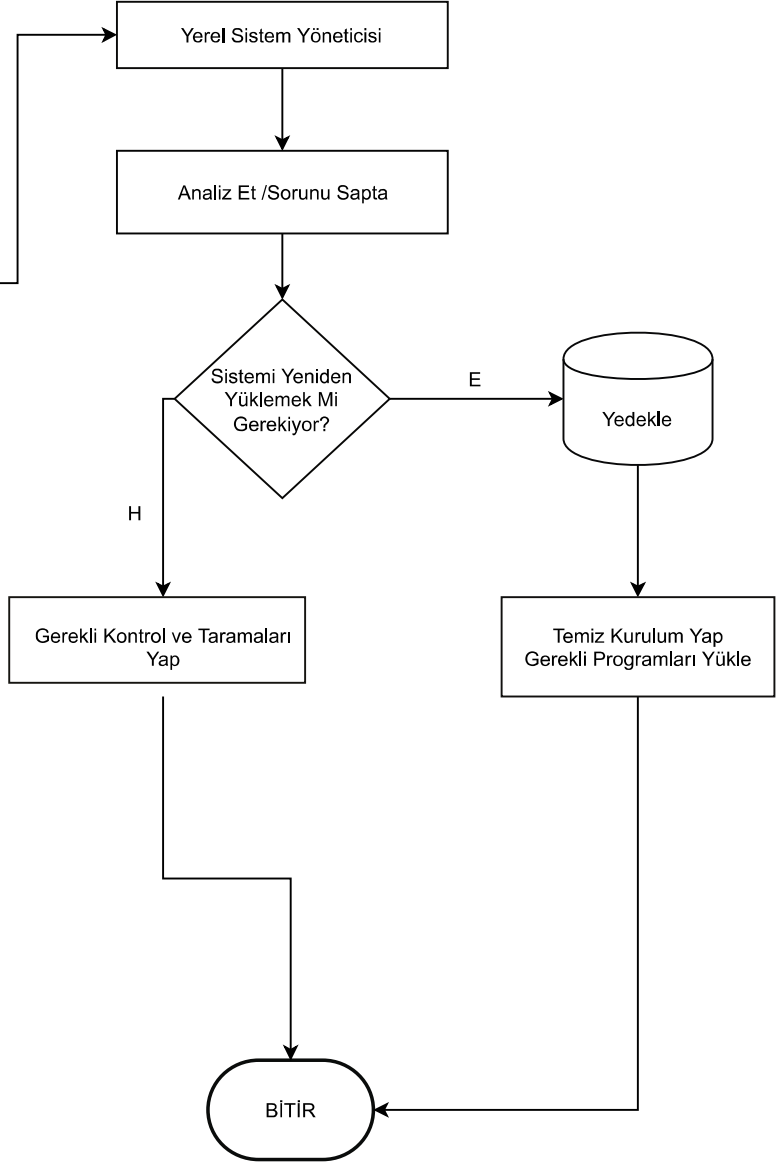 Yerel Sistem Yöneticisi
Analiz Et /Sorunu Sapta
Sistemi Yeniden
Yüklemek Mi
Gerekiyor?
E
Yedekle
H
Gerekli Kontrol ve Taramaları
Yap
Temiz Kurulum Yap
Gerekli Programları Yükle
BİTİR